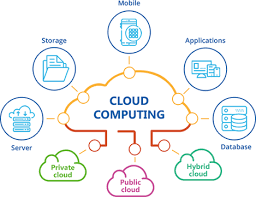 Mobile
Storage
Applications
Server
CLOUD
COMPUTING
Database
Private
cloud
Public
cloud
Hybrid
cloud